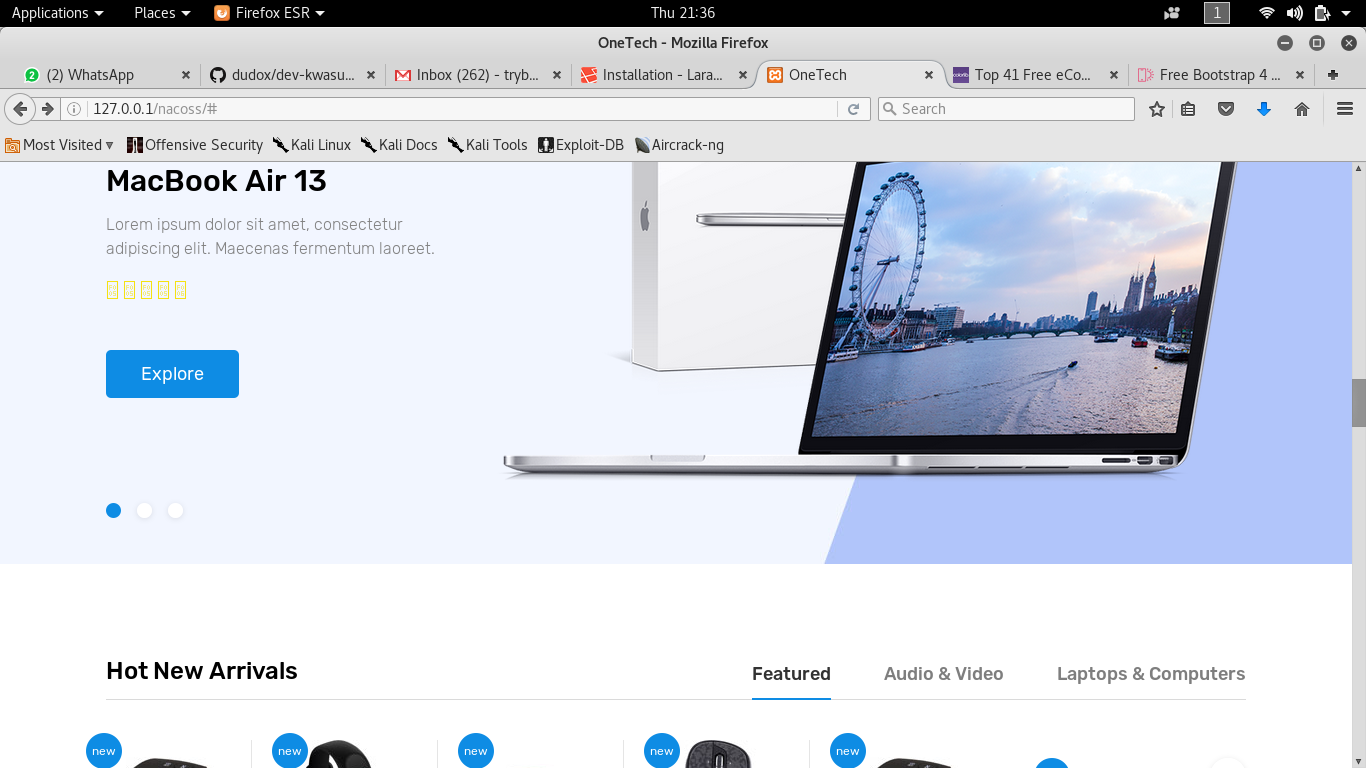 Applications Places Firefox ESR Thu 21:36 1
OneTech - Mozilla Firefox
(2) WhatsApp dudox/dev-kwasu... Inbox (262) - tryb... Installation - Lara... OneTech Top 41 Free eCo... Free Bootstrap 4 ...
127.0.0.1/nacoss/# Search
Most Visited Offensive Security Kali Linux Kali Docs Kali Tools Exploit-DB Aircrack-ng
MacBook Air 13
Lorem ipsum dolor sit amet, consectetur
adipiscing elit. Maecenas fermentum laoreet.
Explore
Hot New Arrivals Featured Audio & Video Laptops & Computers
new new new new new